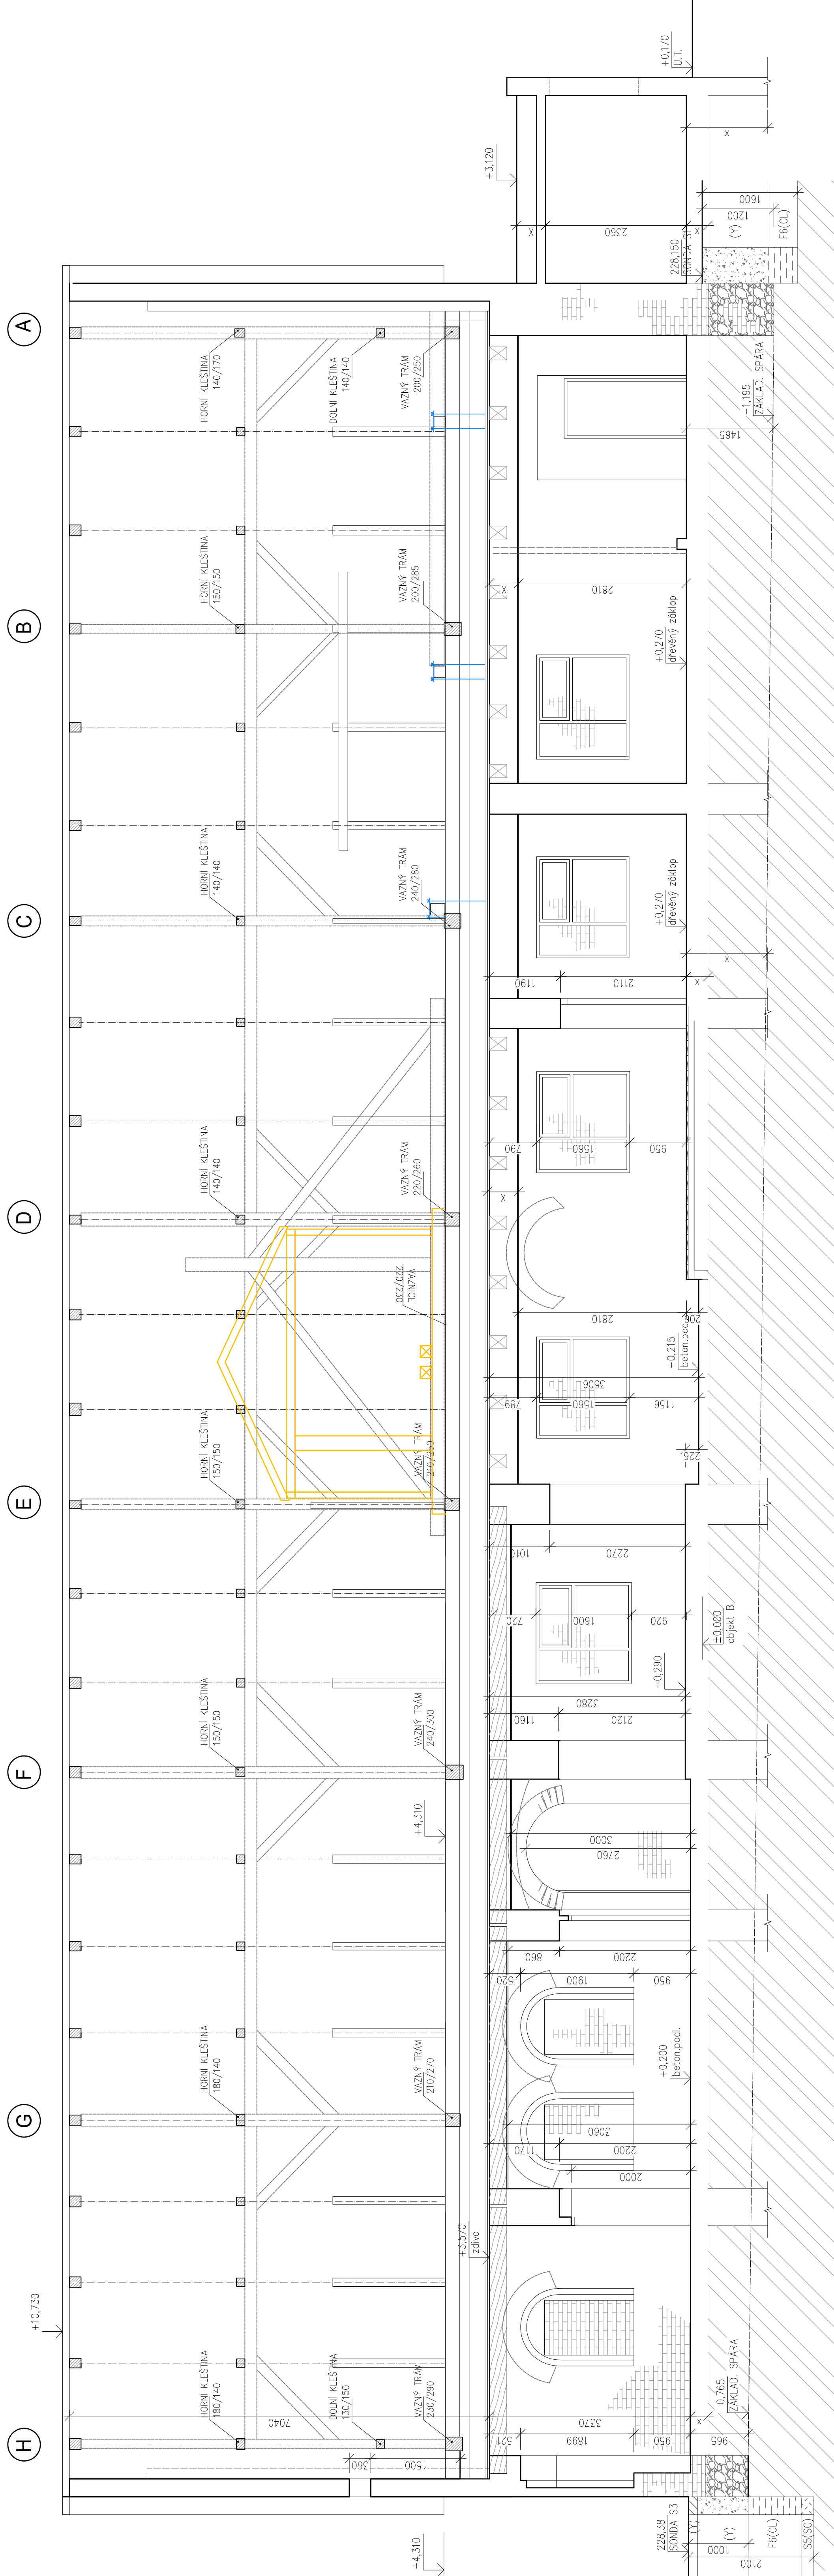 A
B
C
D
E
F
G
H
+0,170
U.T.
+3,120
X
2360
x
x
228,150
SONDA S1
1600
1200
(Y)
F6(CL)
HORNÍ KLEŠTINA
140/170
DOLNÍ KLEŠTINA
140/140
VAZNÝ TRÁM
200/250
-1,195
ZÁKLAD. SPÁRA
1465
HORNÍ KLEŠTINA
150/150
VAZNÝ TRÁM
200/285
X
2810
+0,270
dřevěný záklop
HORNÍ KLEŠTINA
140/140
VAZNÝ TRÁM
240/280
+0,270
dřevěný záklop
1190
2110
x
x
HORNÍ KLEŠTINA
140/140
VAZNÝ TRÁM
220/260
790
1560
950
X
VAZNICE
220/230
2810
206
+0,215
beton.podl.
3506
789
1560
1156
226
HORNÍ KLEŠTINA
150/150
VAZNÝ TRÁM
210/250
1010
2270
720
1600
920
±0,000
objekt B
+0,290
3280
1160
2120
HORNÍ KLEŠTINA
150/150
VAZNÝ TRÁM
240/300
+4,310
3000
2760
860
2200
520
1900
950
+0,200
beton.podl.
HORNÍ KLEŠTINA
180/140
VAZNÝ TRÁM
210/270
3060
1170
2200
2000
+3,570
zdivo
+10,730
HORNÍ KLEŠTINA
180/140
DOLNÍ KLEŠTINA
130/150
VAZNÝ TRÁM
230/290
-0,765
ZÁKLAD. SPÁRA
7040
3370
x
360
1500
521
1899
950
965
+4,310
228,38
SONDA S3
(Y)
(Y)
1000
F6(CL)
S5(SC)
2100